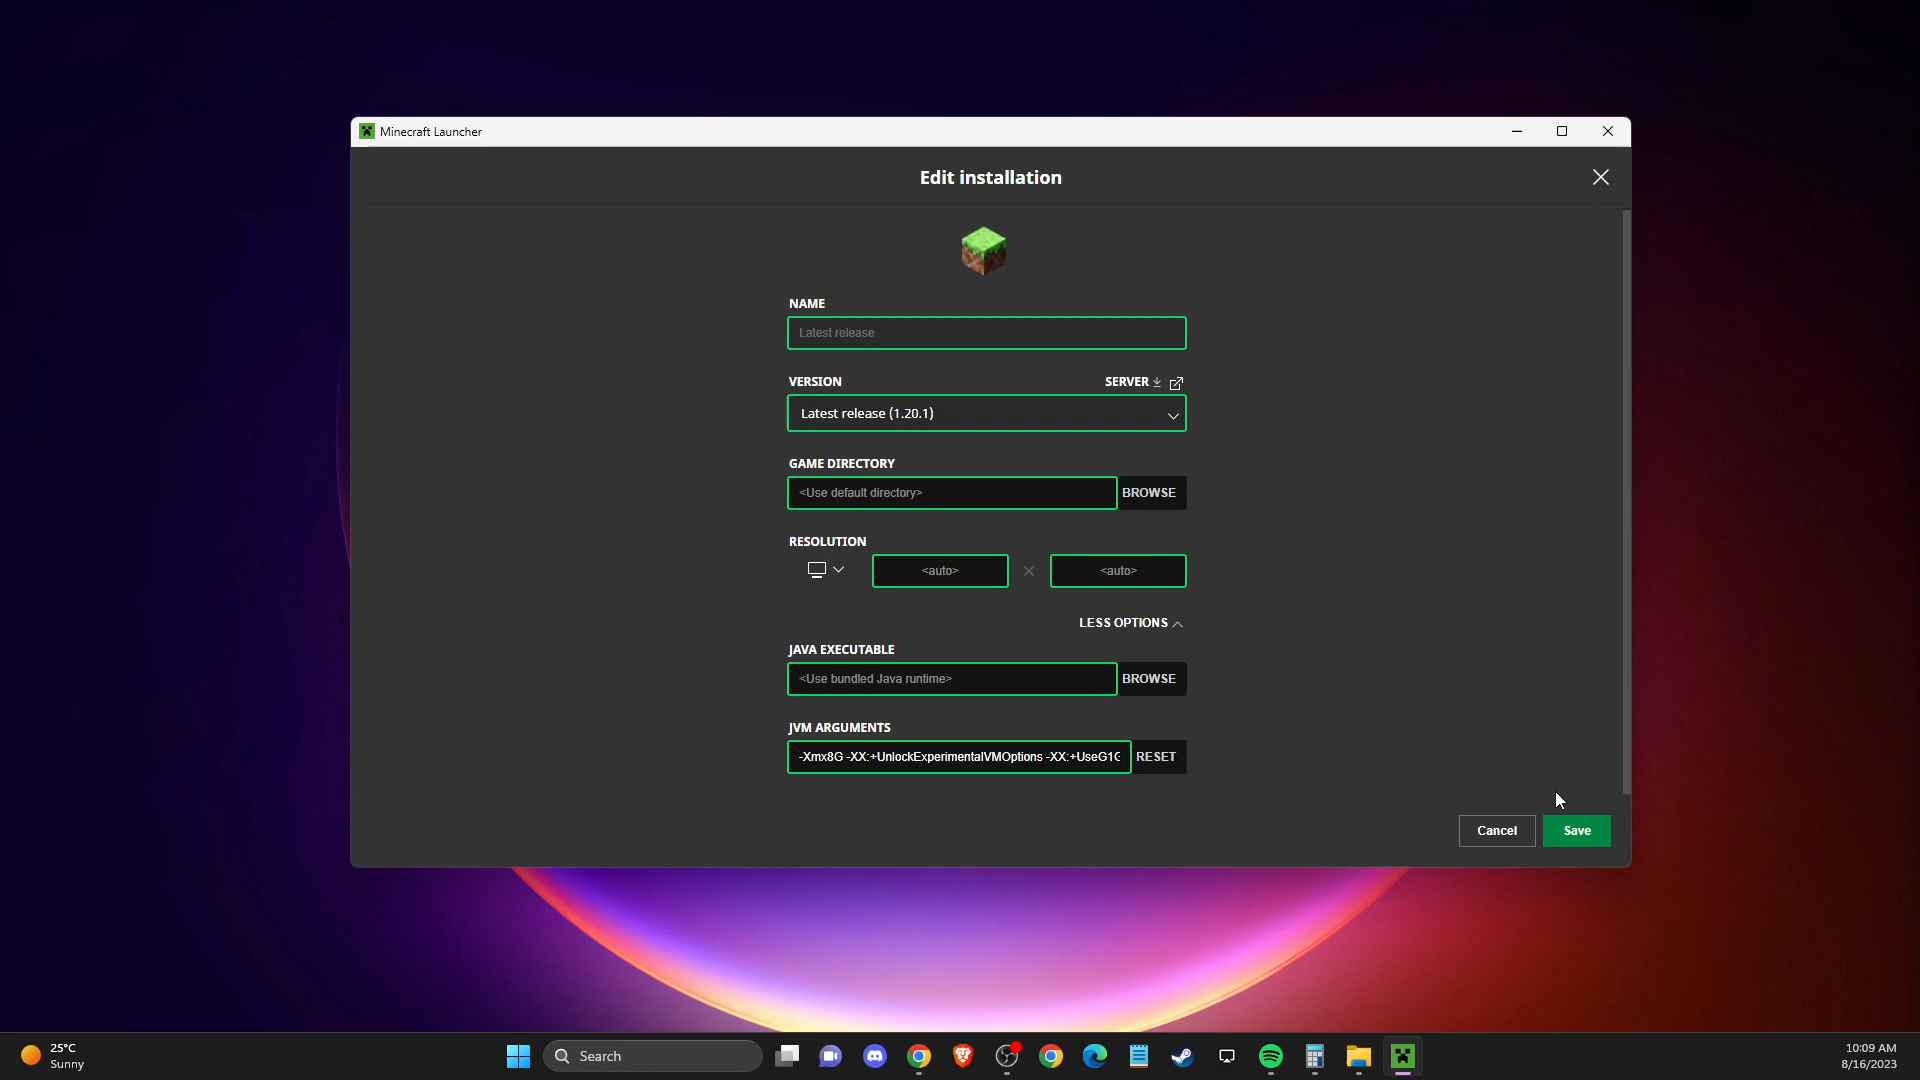 Minecraft Launcher
Edit installation
NAME
Latest release
VERSION
SERVER
Latest release (1.20.1)
GAME DIRECTORY
<Use default directory>
BROWSE
RESOLUTION
<auto>
<auto>
LESS OPTIONS
JAVA EXECUTABLE
<Use bundled Java runtime>
BROWSE
JVM ARGUMENTS
-Xmx8G -XX:+UnlockExperimentalVMOptions -XX:+UseG1G
RESET
Cancel
Save
25°C
Sunny
Search
10:09 AM
8/16/2023